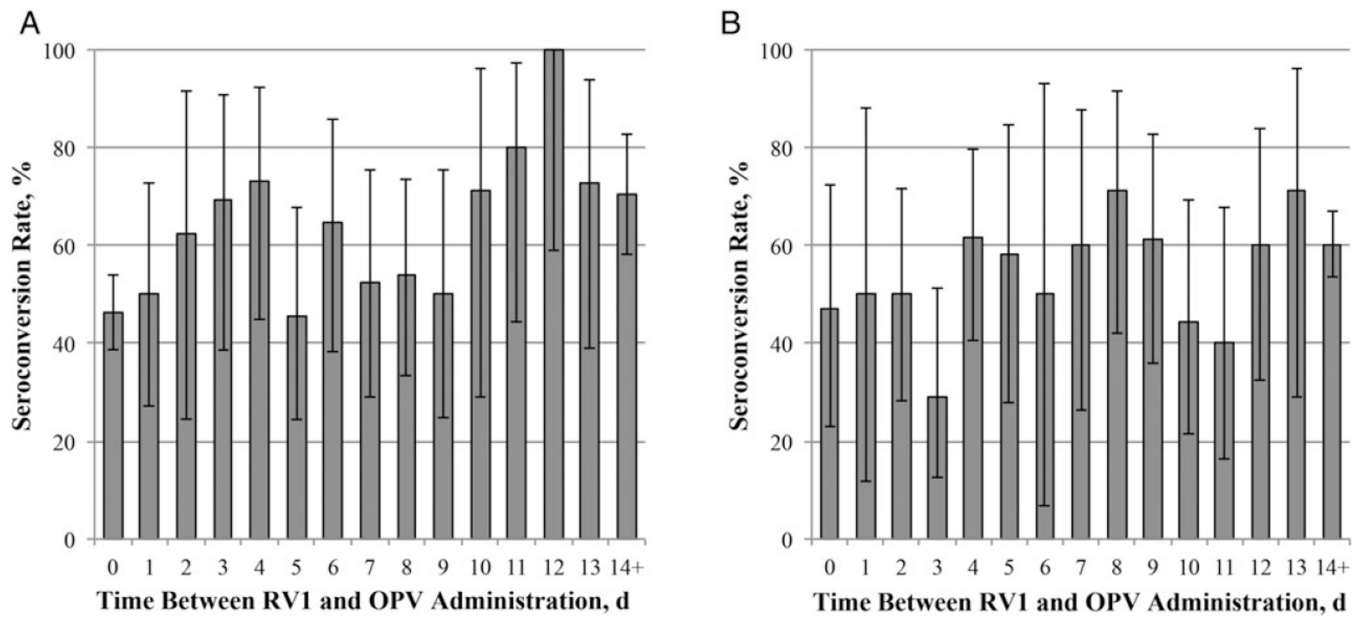 A
Seroconversion Rate, %
100
80
60
40
20
0
0 1 2 3 4 5 6 7 8 9 10 11 12 13 14+
Time Between RV1 and OPV Administration, d
B
Seroconversion Rate, %
100
80
60
40
20
0
0 1 2 3 4 5 6 7 8 9 10 11 12 13 14+
Time Between RV1 and OPV Administration, d